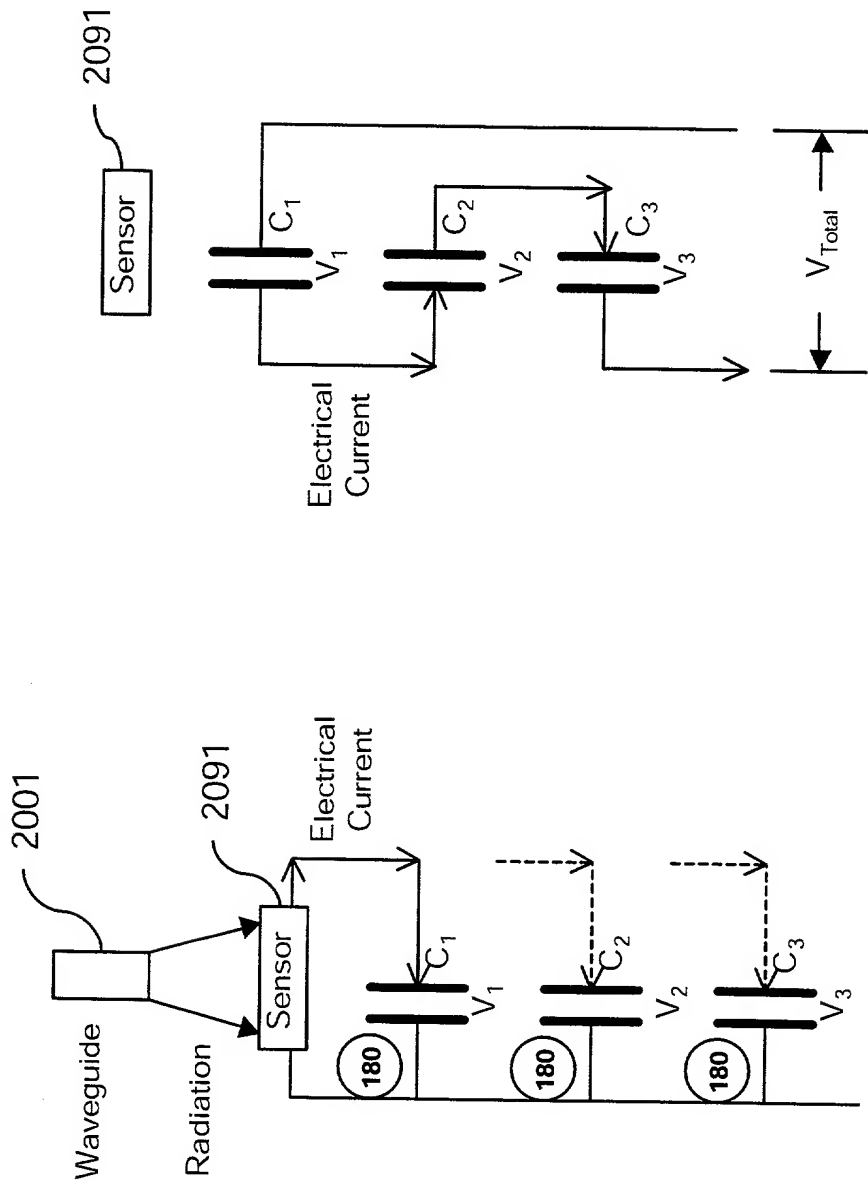 Waveguide
2001
Radiation
Sensor
2091
Electrical
Current
180
C1
V1
180
C2
V2
180
C3
V3
Sensor
2091
C1
V1
Electrical
Current
C2
V2
C3
V3
VTotal